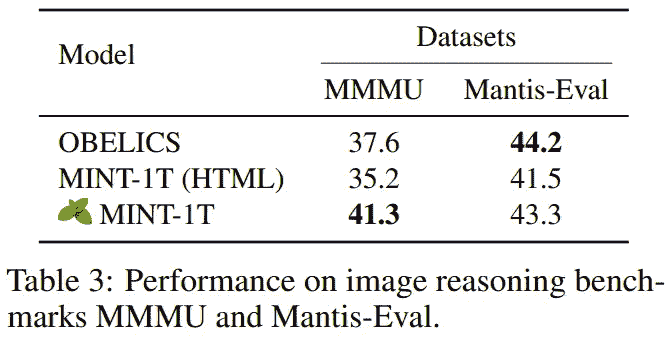 Model
Datasets
MMMU Mantis-Eval
OBELICS 37.6 44.2
MINT-1T (HTML) 35.2 41.5
MINT-1T 41.3 43.3
Table 3: Performance on image reasoning bench-
marks MMMU and Mantis-Eval.